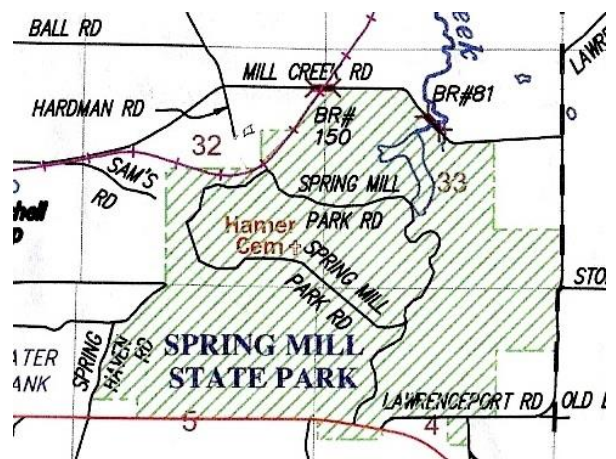 BALL RD
MILL CREEK RD
LAWRE
eek
HARDMAN RD
BR#81
BR#
150
32
SAM'S
RD
SPRING MILL
33
PARK RD
Hamer
Cem
SPRING MILL
PARK RD
STO
SPRING
HAVEN RD
ATER
ANK
SPRING MILL
STATE PARK
LAWRENCEPORT RD
OLD
5
4